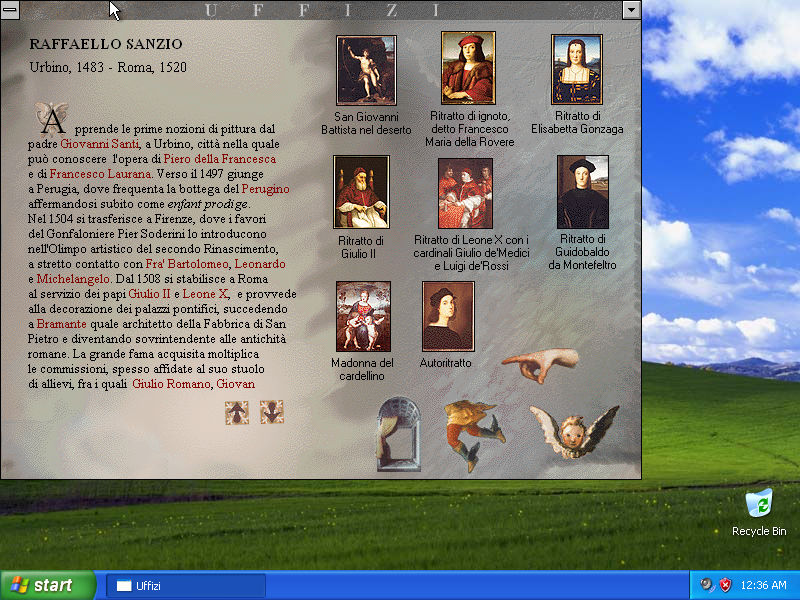 U F F I Z I
RAFFAELLO SANZIO
Urbino, 1483 - Roma, 1520
Apprende le prime nozioni di pittura dal
padre Giovanni Santi, a Urbino, città nella quale
può conoscere l'opera di Piero della Francesca
e di Francesco Laurana. Verso il 1497 giunge
a Perugia, dove frequenta la bottega del Perugino
affermandosi subito come enfant prodige.
Nel 1504 si trasferisce a Firenze, dove i favori
del Gonfaloniere Pier Soderini lo introducono
nell'Olimpo artistico del secondo Rinascimento,
a stretto contatto con Fra' Bartolomeo, Leonardo
e Michelangelo. Dal 1508 si stabilisce a Roma
al servizio dei papi Giulio II e Leone X, e provvede
alla decorazione dei palazzi pontifici, succedendo
a Bramante quale architetto della Fabbrica di San
Pietro e diventando sovrintendente alle antichità
romane. La grande fama acquisita moltiplica
le commissioni, spesso affidate al suo stuolo
di allievi, fra i quali Giulio Romano, Giovan
San Giovanni
Battista nel deserto
Ritratto di ignoto,
detto Francesco
Maria della Rovere
Ritratto di
Elisabetta Gonzaga
Ritratto di
Giulio II
Ritratto di Leone X con i
cardinali Giulio de'Medici
e Luigi de'Rossi
Ritratto di
Guidobaldo
da Montefeltro
Madonna del
cardellino
Autoritratto
Recycle Bin
start
Uffizi
12:36 AM